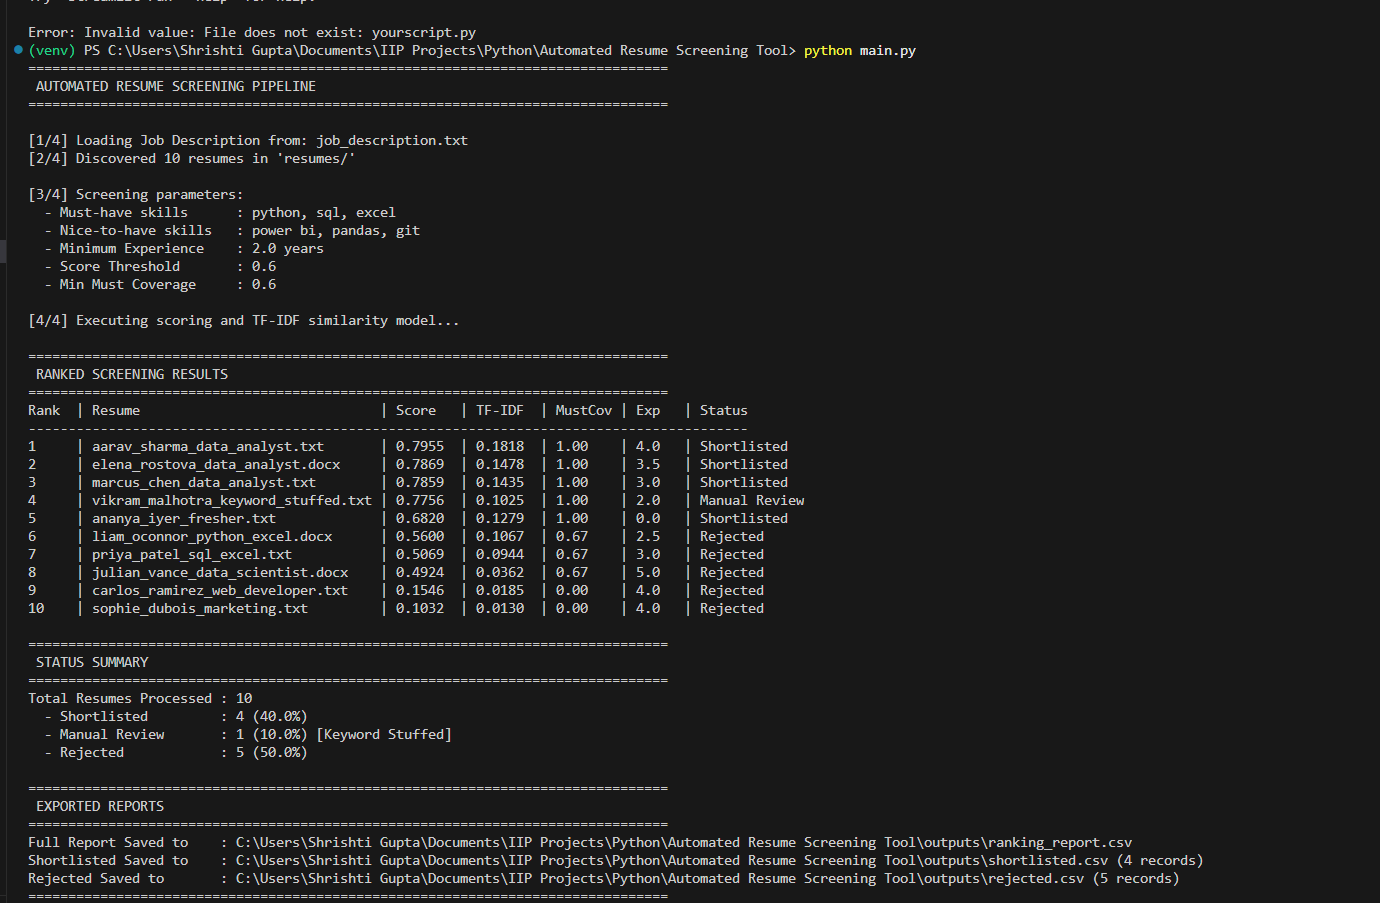 Error: Invalid value: File does not exist: yourscript.py
(venv) PS C:\Users\Shrishti Gupta\Documents\IIP Projects\Python\Automated Resume Screening Tool> python main.py
================================================================================
AUTOMATED RESUME SCREENING PIPELINE
================================================================================
[1/4] Loading Job Description from: job_description.txt
[2/4] Discovered 10 resumes in 'resumes/'
[3/4] Screening parameters:
- Must-have skills : python, sql, excel
- Nice-to-have skills : power bi, pandas, git
- Minimum Experience : 2.0 years
- Score Threshold : 0.6
- Min Must Coverage : 0.6
[4/4] Executing scoring and TF-IDF similarity model...
================================================================================
RANKED SCREENING RESULTS
================================================================================
Rank | Resume | Score | TF-IDF | MustCov | Exp | Status
------------------------------------------------------------------------------------------
1 | aarav_sharma_data_analyst.txt | 0.7955 | 0.1818 | 1.00 | 4.0 | Shortlisted
2 | elena_rostova_data_analyst.docx | 0.7869 | 0.1478 | 1.00 | 3.5 | Shortlisted
3 | marcus_chen_data_analyst.txt | 0.7859 | 0.1435 | 1.00 | 3.0 | Shortlisted
4 | vikram_malhotra_keyword_stuffed.txt | 0.7756 | 0.1025 | 1.00 | 2.0 | Manual Review
5 | ananya_iyer_fresher.txt | 0.6820 | 0.1279 | 1.00 | 0.0 | Shortlisted
6 | liam_oconnor_python_excel.docx | 0.5600 | 0.1067 | 0.67 | 2.5 | Rejected
7 | priya_patel_sql_excel.txt | 0.5069 | 0.0944 | 0.67 | 3.0 | Rejected
8 | julian_vance_data_scientist.docx | 0.4924 | 0.0362 | 0.67 | 5.0 | Rejected
9 | carlos_ramirez_web_developer.txt | 0.1546 | 0.0185 | 0.00 | 4.0 | Rejected
10 | sophie_dubois_marketing.txt | 0.1032 | 0.0130 | 0.00 | 4.0 | Rejected
================================================================================
STATUS SUMMARY
================================================================================
Total Resumes Processed : 10
- Shortlisted : 4 (40.0%)
- Manual Review : 1 (10.0%) [Keyword Stuffed]
- Rejected : 5 (50.0%)
================================================================================
EXPORTED REPORTS
================================================================================
Full Report Saved to : C:\Users\Shrishti Gupta\Documents\IIP Projects\Python\Automated Resume Screening Tool\outputs\ranking_report.csv
Shortlisted Saved to : C:\Users\Shrishti Gupta\Documents\IIP Projects\Python\Automated Resume Screening Tool\outputs\shortlisted.csv (4 records)
Rejected Saved to : C:\Users\Shrishti Gupta\Documents\IIP Projects\Python\Automated Resume Screening Tool\outputs\rejected.csv (5 records)
================================================================================